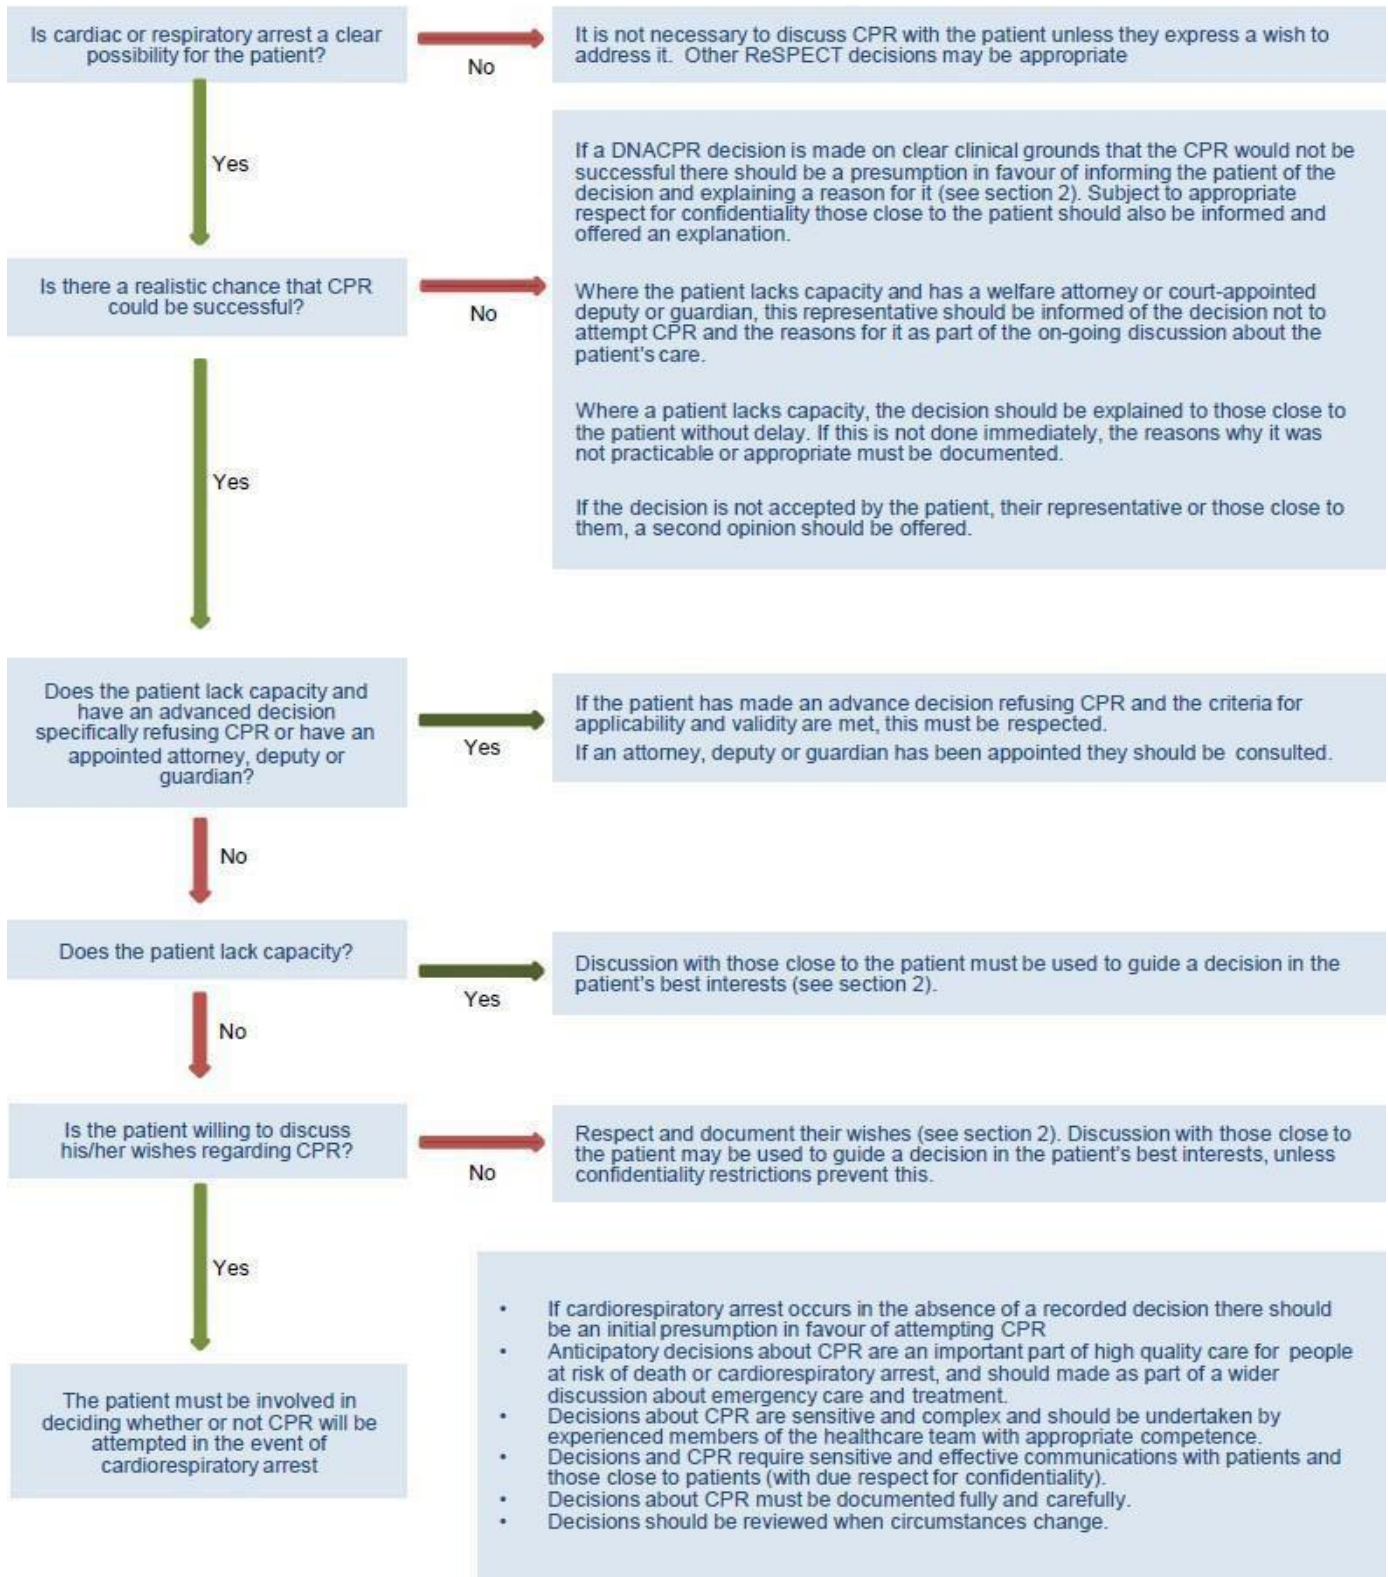 Is cardiac or respiratory arrest a clear
possibility for the patient?
No
It is not necessary to discuss CPR with the patient unless they express a wish to
address it.  Other ReSPECT decisions may be appropriate
Yes
If a DNACPR decision is made on clear clinical grounds that the CPR would not be
successful there should be a presumption in favour of informing the patient of the
decision and explaining a reason for it (see section 2). Subject to appropriate
respect for confidentiality those close to the patient should also be informed and
offered an explanation.
Is there a realistic chance that CPR
could be successful?
No
Where the patient lacks capacity and has a welfare attorney or court-appointed
deputy or guardian, this representative should be informed of the decision not to
attempt CPR and the reasons for it as part of the on-going discussion about the
patient's care.
Where a patient lacks capacity, the decision should be explained to those close to
the patient without delay. If this is not done immediately, the reasons why it was
not practicable or appropriate must be documented.
If the decision is not accepted by the patient, their representative or those close to
them, a second opinion should be offered.
Yes
Does the patient lack capacity and
have an advanced decision
specifically refusing CPR or have an
appointed attorney, deputy or
guardian?
Yes
If the patient has made an advance decision refusing CPR and the criteria for
applicability and validity are met, this must be respected.
If an attorney, deputy or guardian has been appointed they should be consulted.
No
Does the patient lack capacity?
Yes
Discussion with those close to the patient must be used to guide a decision in the
patient's best interests (see section 2).
No
Is the patient willing to discuss
his/her wishes regarding CPR?
No
Respect and document their wishes (see section 2). Discussion with those close to
the patient may be used to guide a decision in the patient's best interests, unless
confidentiality restrictions prevent this.
Yes
The patient must be involved in
deciding whether or not CPR will be
attempted in the event of
cardiorespiratory arrest
• If cardiorespiratory arrest occurs in the absence of a recorded decision there should
be an initial presumption in favour of attempting CPR
• Anticipatory decisions about CPR are an important part of high quality care for people
at risk of death or cardiorespiratory arrest, and should made as part of a wider
discussion about emergency care and treatment.
• Decisions about CPR are sensitive and complex and should be undertaken by
experienced members of the healthcare team with appropriate competence.
• Decisions and CPR require sensitive and effective communications with patients and
those close to patients (with due respect for confidentiality).
• Decisions about CPR must be documented fully and carefully.
• Decisions should be reviewed when circumstances change.